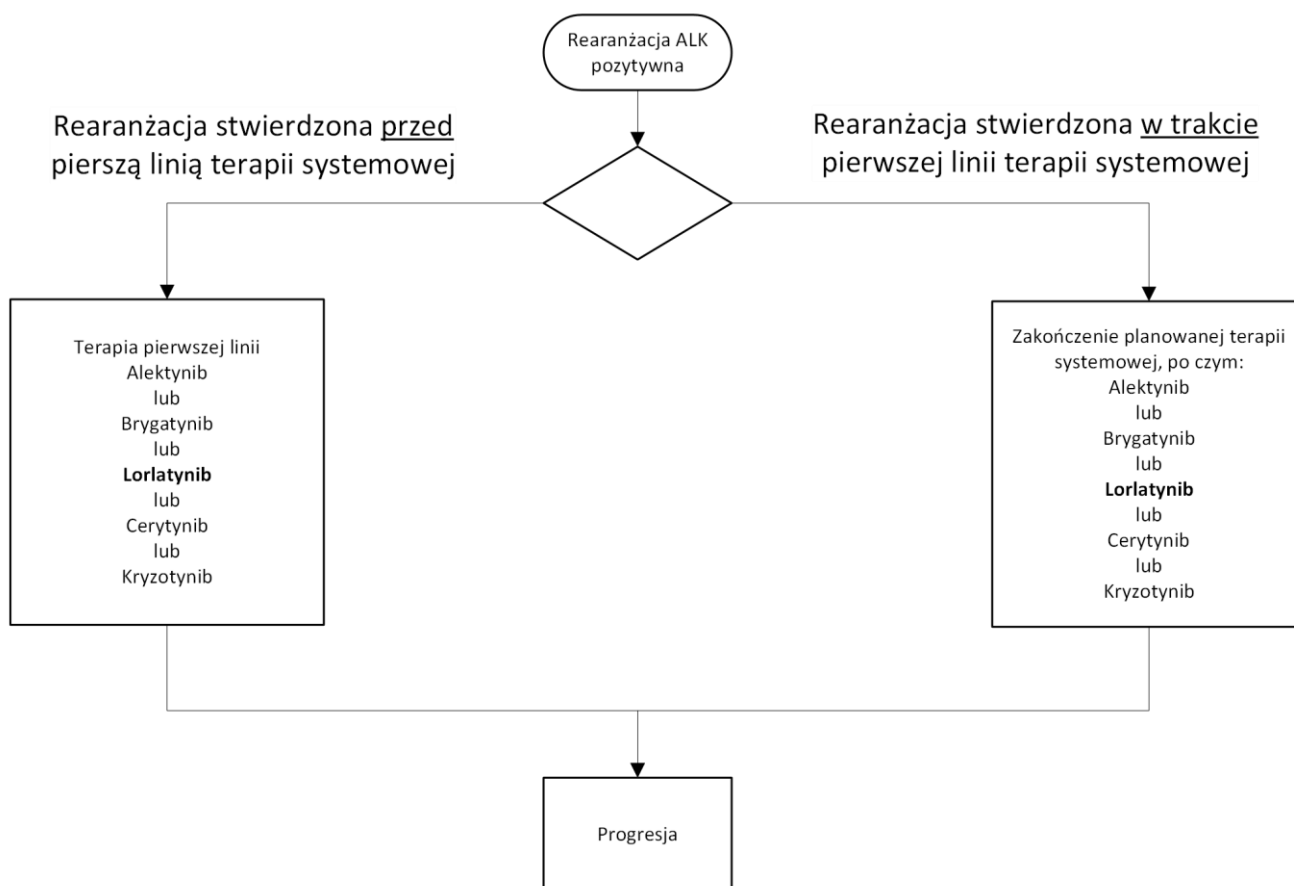 Rearanżacja ALK
pozytywna
Rearanżacja stwierdzona przed
pierszą linią terapii systemowej
Rearanżacja stwierdzona w trakcie
pierwszej linii terapii systemowej
Terapia pierwszej linii
Alektynib
lub
Brygatynib
lub
Lorlatynib
lub
Cerytynib
lub
Kryzotynib
Zakończenie planowanej terapii
systemowej, po czym:
Alektynib
lub
Brygatynib
lub
Lorlatynib
lub
Cerytynib
lub
Kryzotynib
Progresja